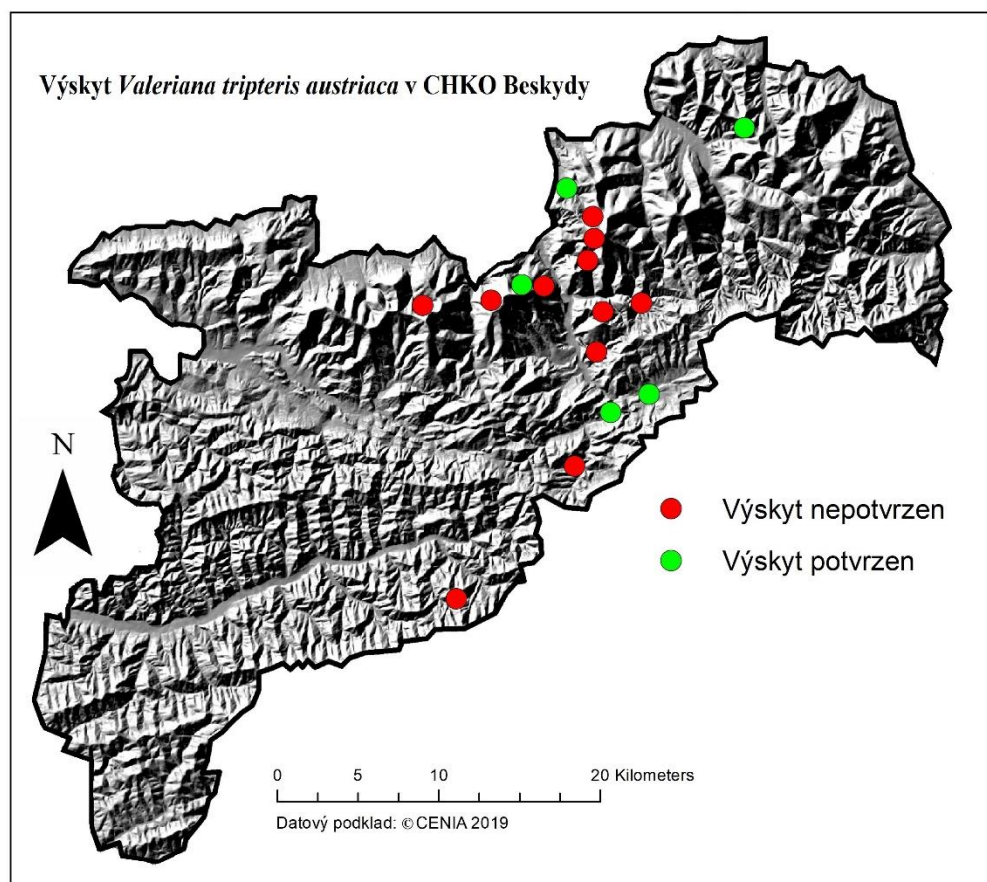 Výskyt Valeriana tripteris austriaca v CHKO Beskydy
N
Výskyt nepotvrzen
Výskyt potvrzen
0 5 10 20 Kilometers
Datový podklad: © CENIA 2019